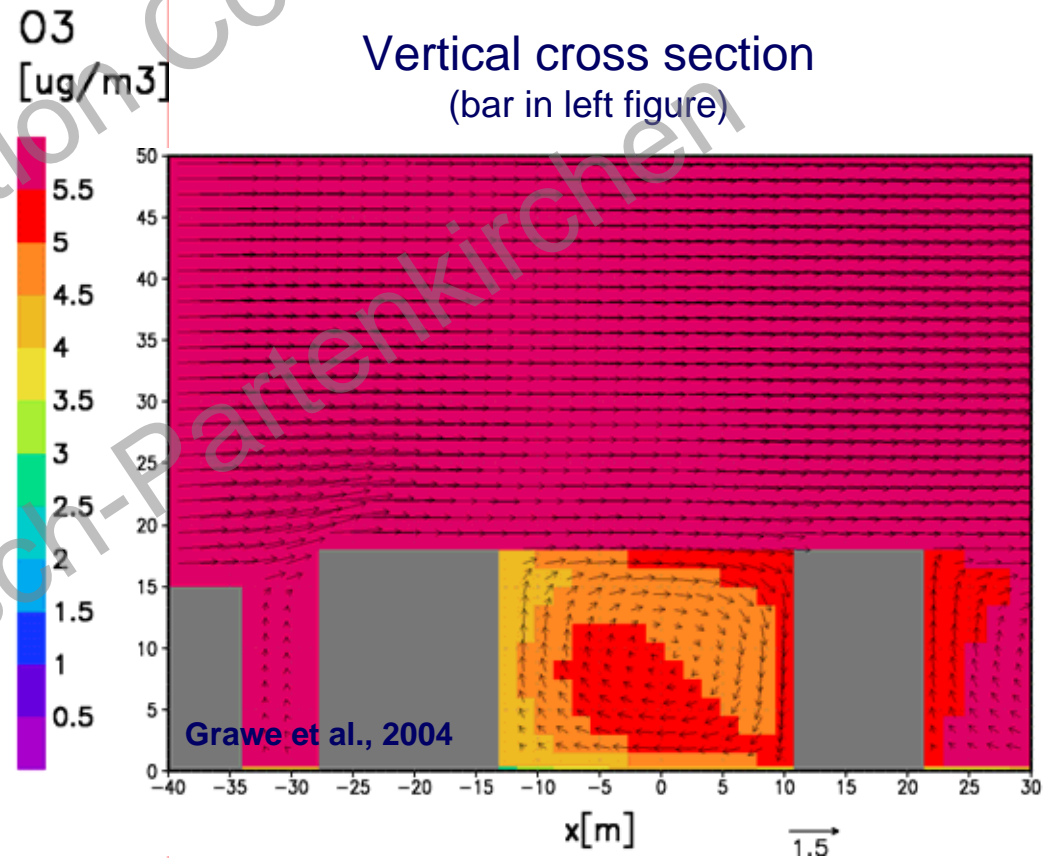 O3
[ug/m3]
Vertical cross section
(bar in left figure)
5.5
5
4.5
4
3.5
3
2.5
2
1.5
1
0.5
50
45
40
35
30
25
20
15
10
5
0
−40 −35 −30 −25 −20 −15 −10 −5 0 5 10 15 20 25 30
x[m]
1.5
Grawe et al., 2004
ch-Partenkirchen